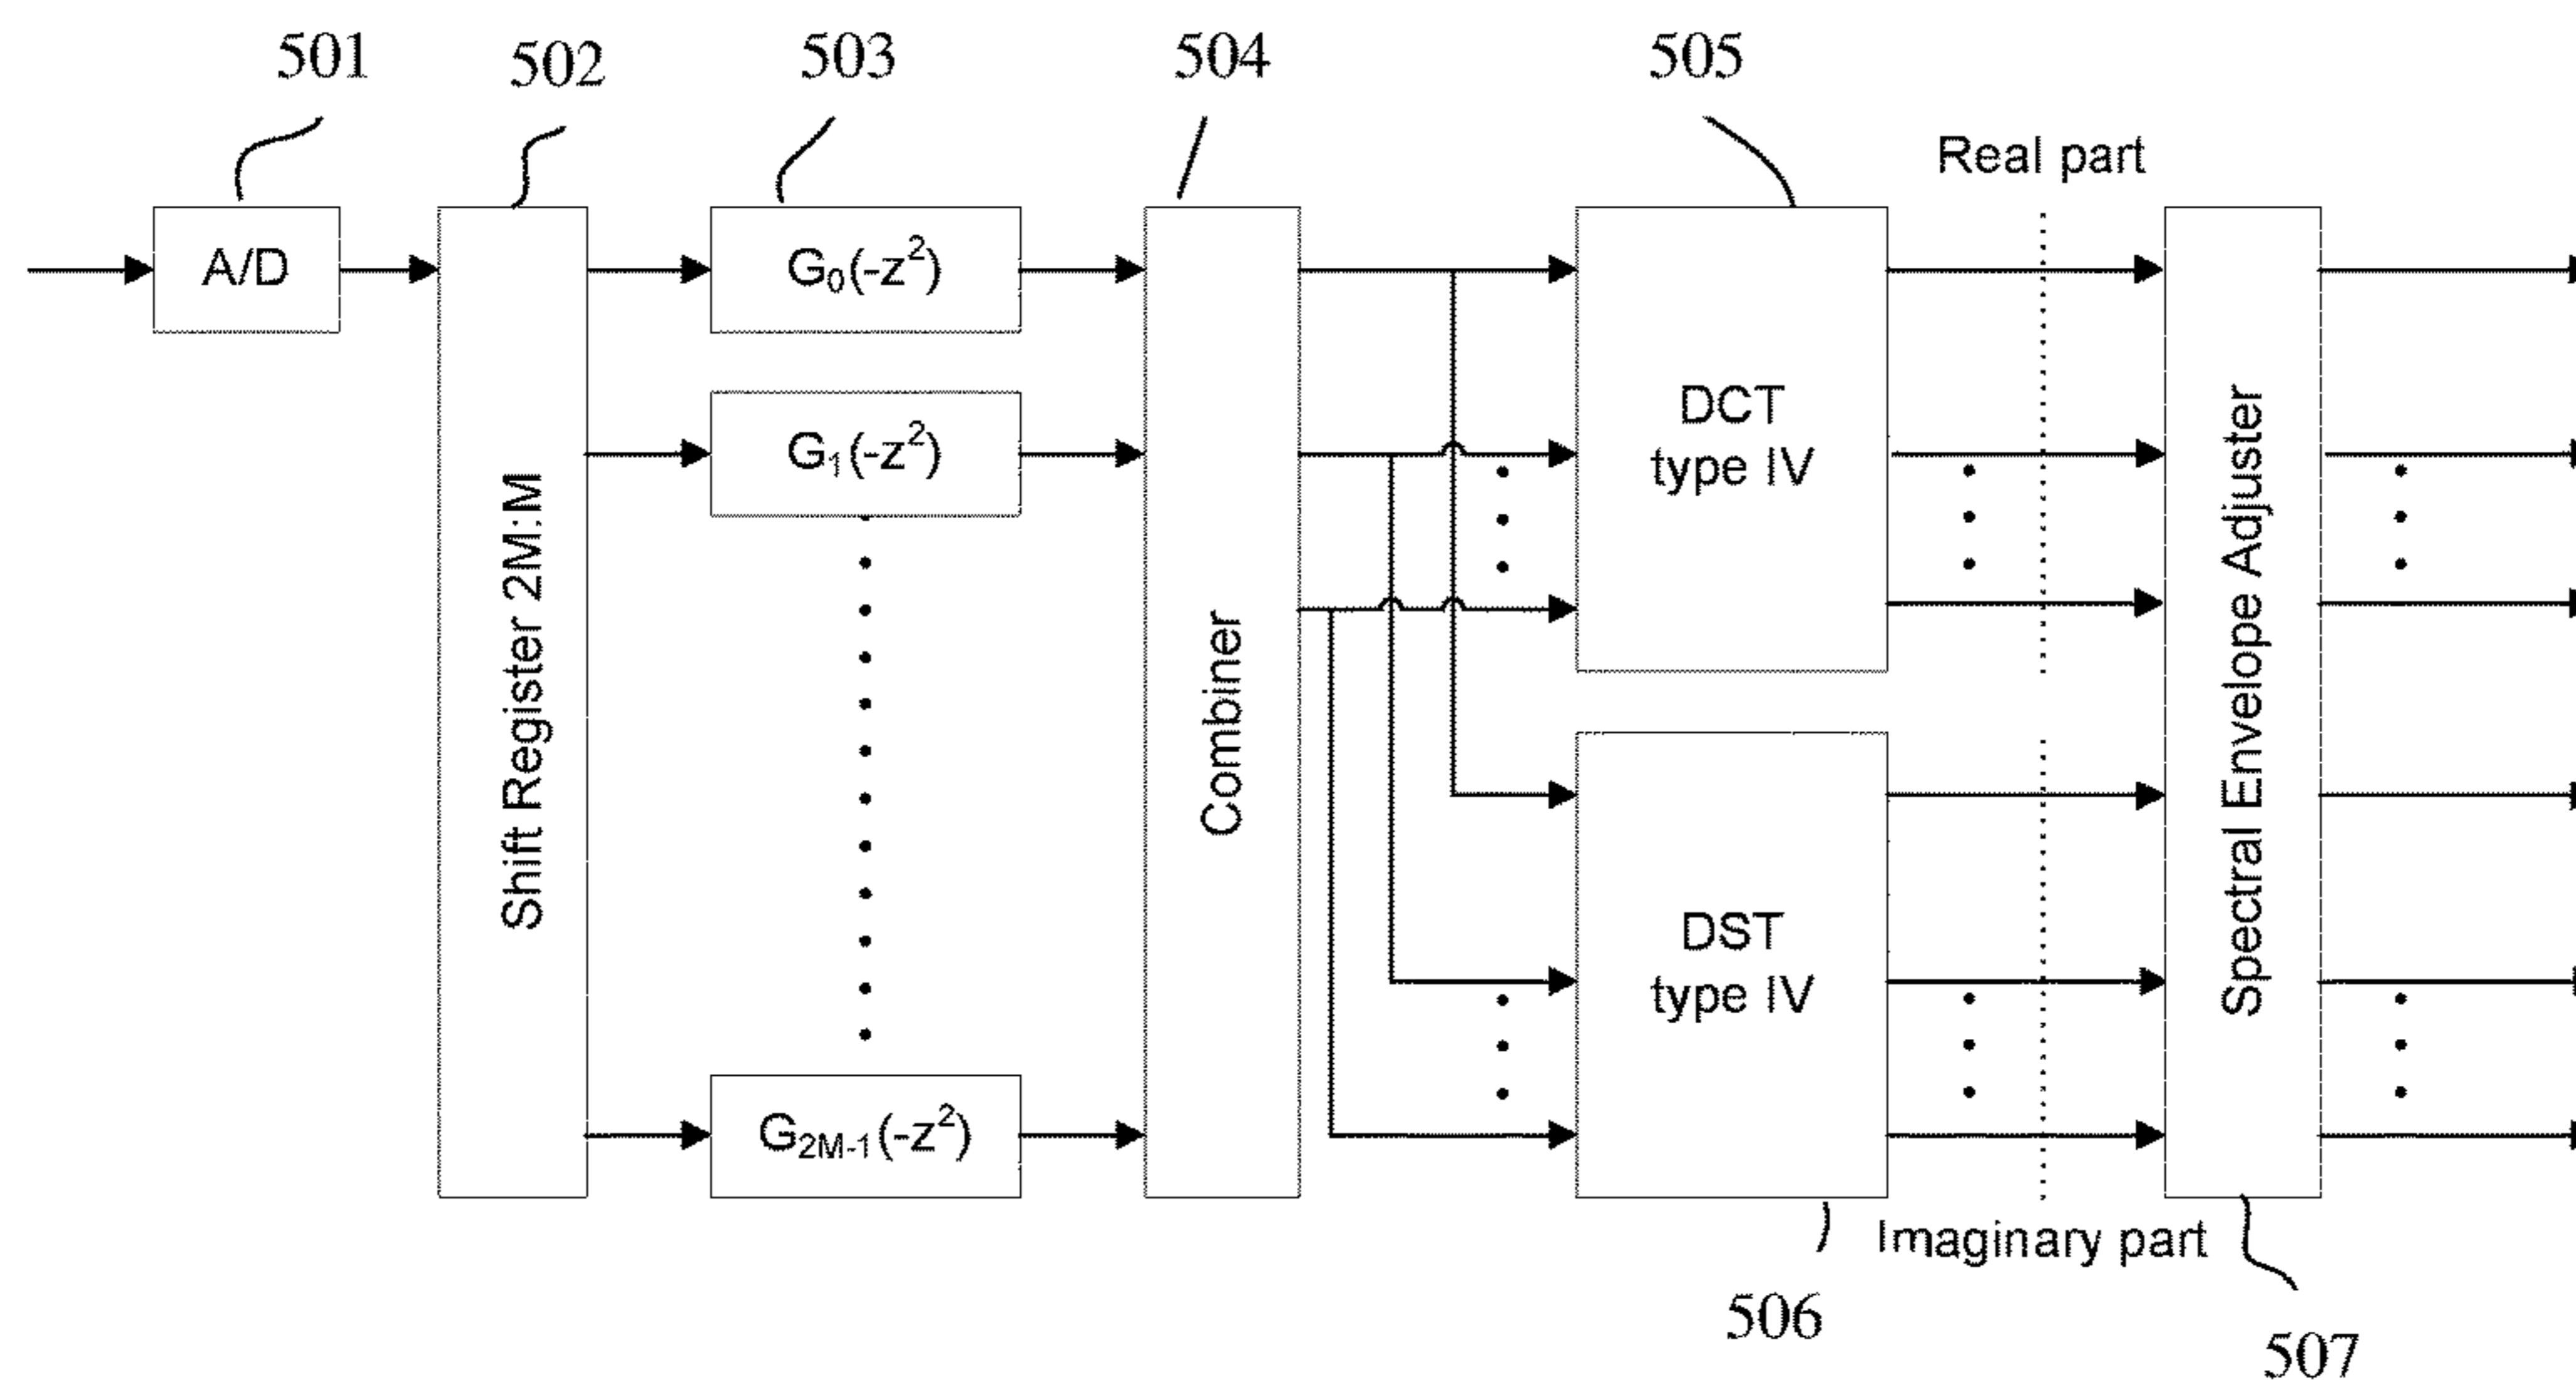 501
502
503
504
505
Real part
A/D
Shift Register 2M:M
G₀(-z²)
G₁(-z²)
G₂M₋₁(-z²)
Combiner
DCT
type IV
DST
type IV
Spectral Envelope Adjuster
Imaginary part
506
507